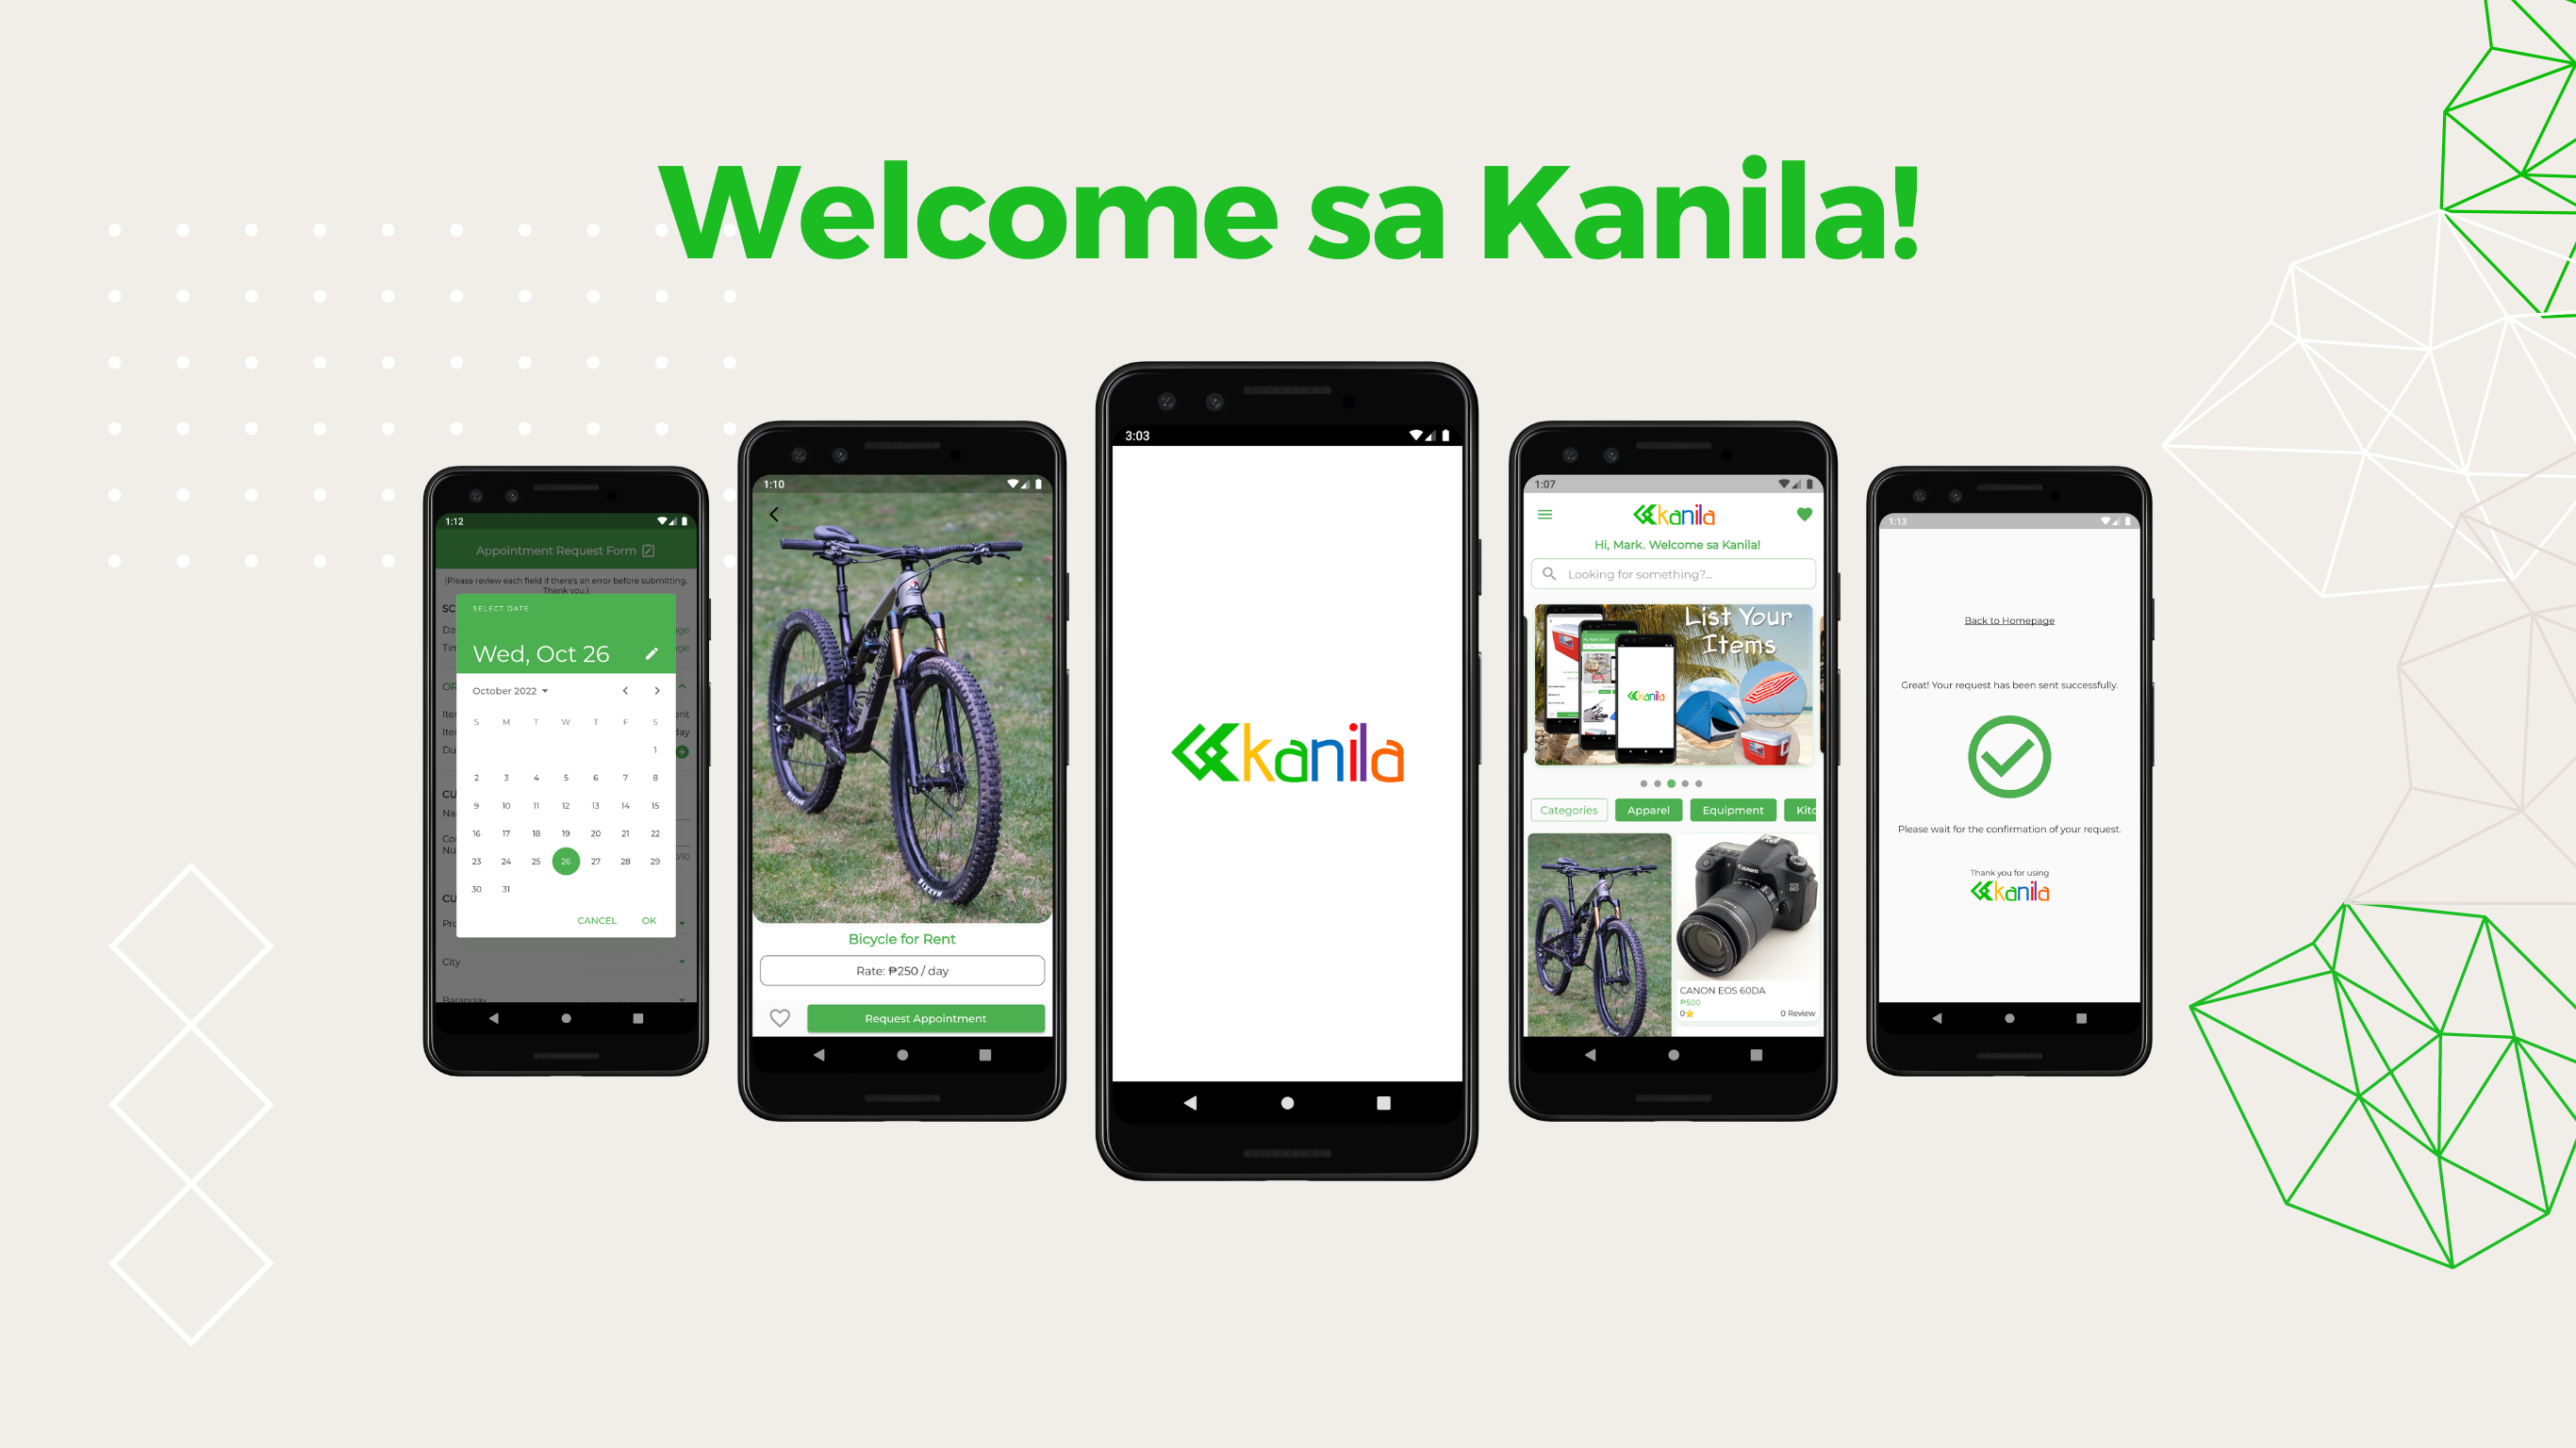 Welcome sa Kanila!
1:12
Appointment Request Form
(Please review each field if there's an error before submitting.
Thank you.)
SELECT DATE
Wed, Oct 26
October 2022
S M T W T F S
1
2 3 4 5 6 7 8
9 10 11 12 13 14 15
16 17 18 19 20 21 22
23 24 25 26 27 28 29
30 31
CANCEL OK
City
Barangay
1:10
Bicycle for Rent
Rate: ₱250 / day
Request Appointment
3:03
kanila
1:07
kanila
Hi, Mark. Welcome sa Kanila!
Looking for something?...
List Your
Items
kanila
Categories Apparel Equipment Kitc
Canon
EOS
60D
CANON EOS 60DA
₱500
0 0 Review
1:13
Back to Homepage
Great! Your request has been sent successfully.
Please wait for the confirmation of your request.
Thank you for using
kanila